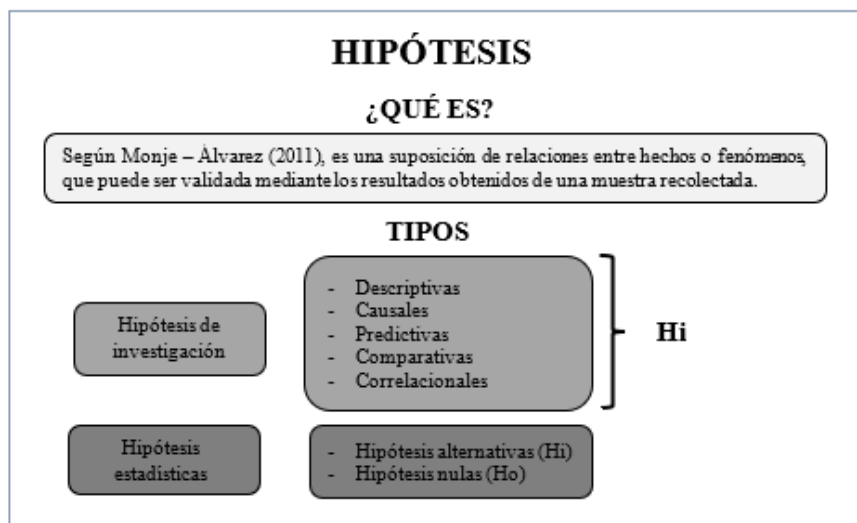 HIPÓTESIS
¿QUÉ ES?
Según Monje – Álvarez (2011), es una suposición de relaciones entre hechos o fenómenos,
que puede ser validada mediante los resultados obtenidos de una muestra recolectada.
TIPOS
Hipótesis de
investigación
- Descriptivas
- Causales
- Predictivas
- Comparativas
- Correlacionales
Hi
Hipótesis
estadísticas
- Hipótesis alternativas (Hi)
- Hipótesis nulas (Ho)